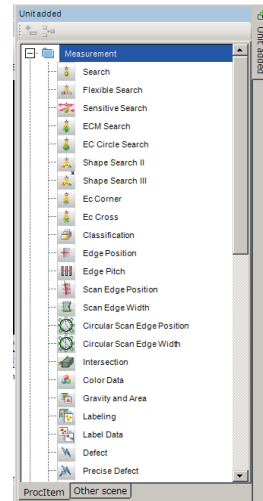 Unit added
Measurement
Search
Flexible Search
Sensitive Search
ECM Search
EC Circle Search
Shape Search II
Shape Search III
Ec Corner
Ec Cross
Classification
Edge Position
Edge Pitch
Scan Edge Position
Scan Edge Width
Circular Scan Edge Position
Circular Scan Edge Width
Intersection
Color Data
Gravity and Area
Labeling
Label Data
Defect
Precise Defect
ProcItem
Other scene
Unit added